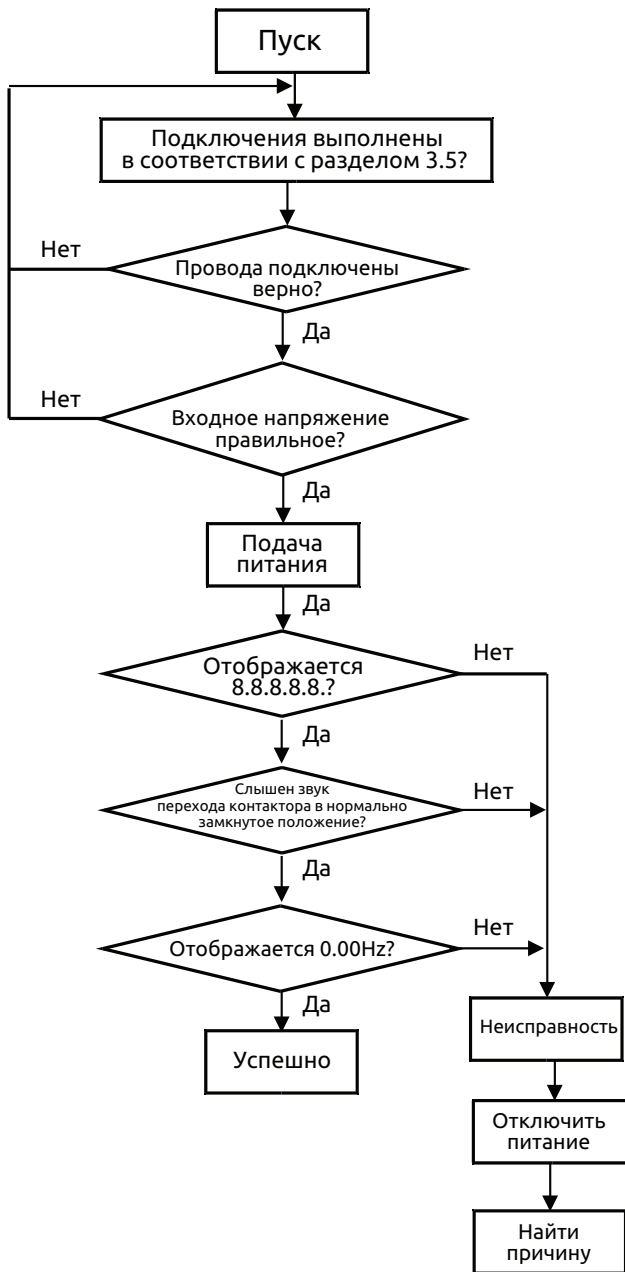 Пуск
Подключения выполнены
в соответствии с разделом 3.5?
Нет
Провода подключены
верно?
Да
Нет
Входное напряжение
правильное?
Да
Подача
питания
Да
Отображается
8.8.8.8.8.?
Нет
Да
Слышен звук
перехода контактора в нормально
замкнутое положение?
Нет
Да
Отображается 0.00Hz?
Нет
Да
Успешно
Неисправность
Отключить
питание
Найти
причину